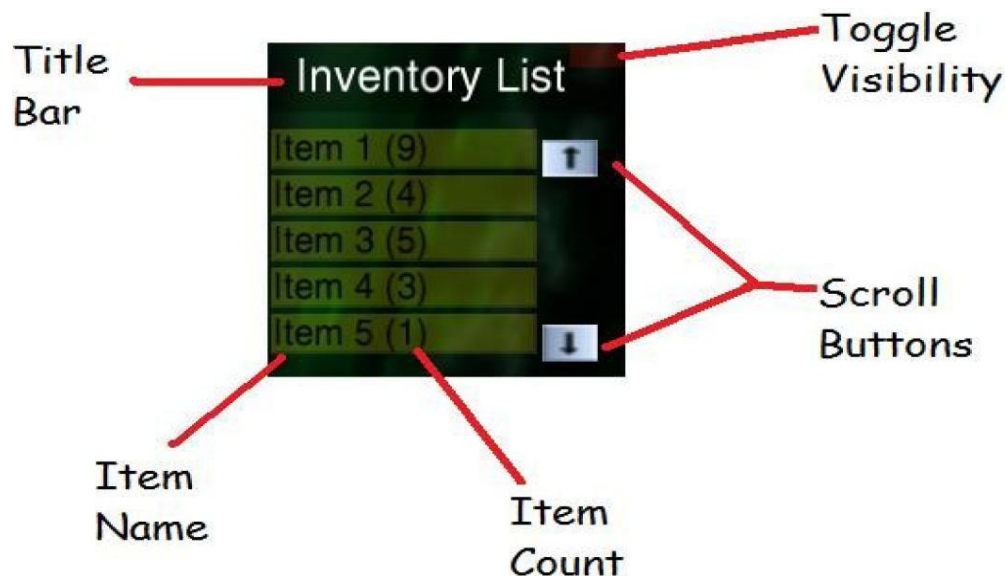 Title
Bar
Inventory List
Toggle
Visibility
Item 1 (9)
Item 2 (4)
Item 3 (5)
Item 4 (3)
Item 5 (1)
Scroll
Buttons
Item
Name
Item
Count